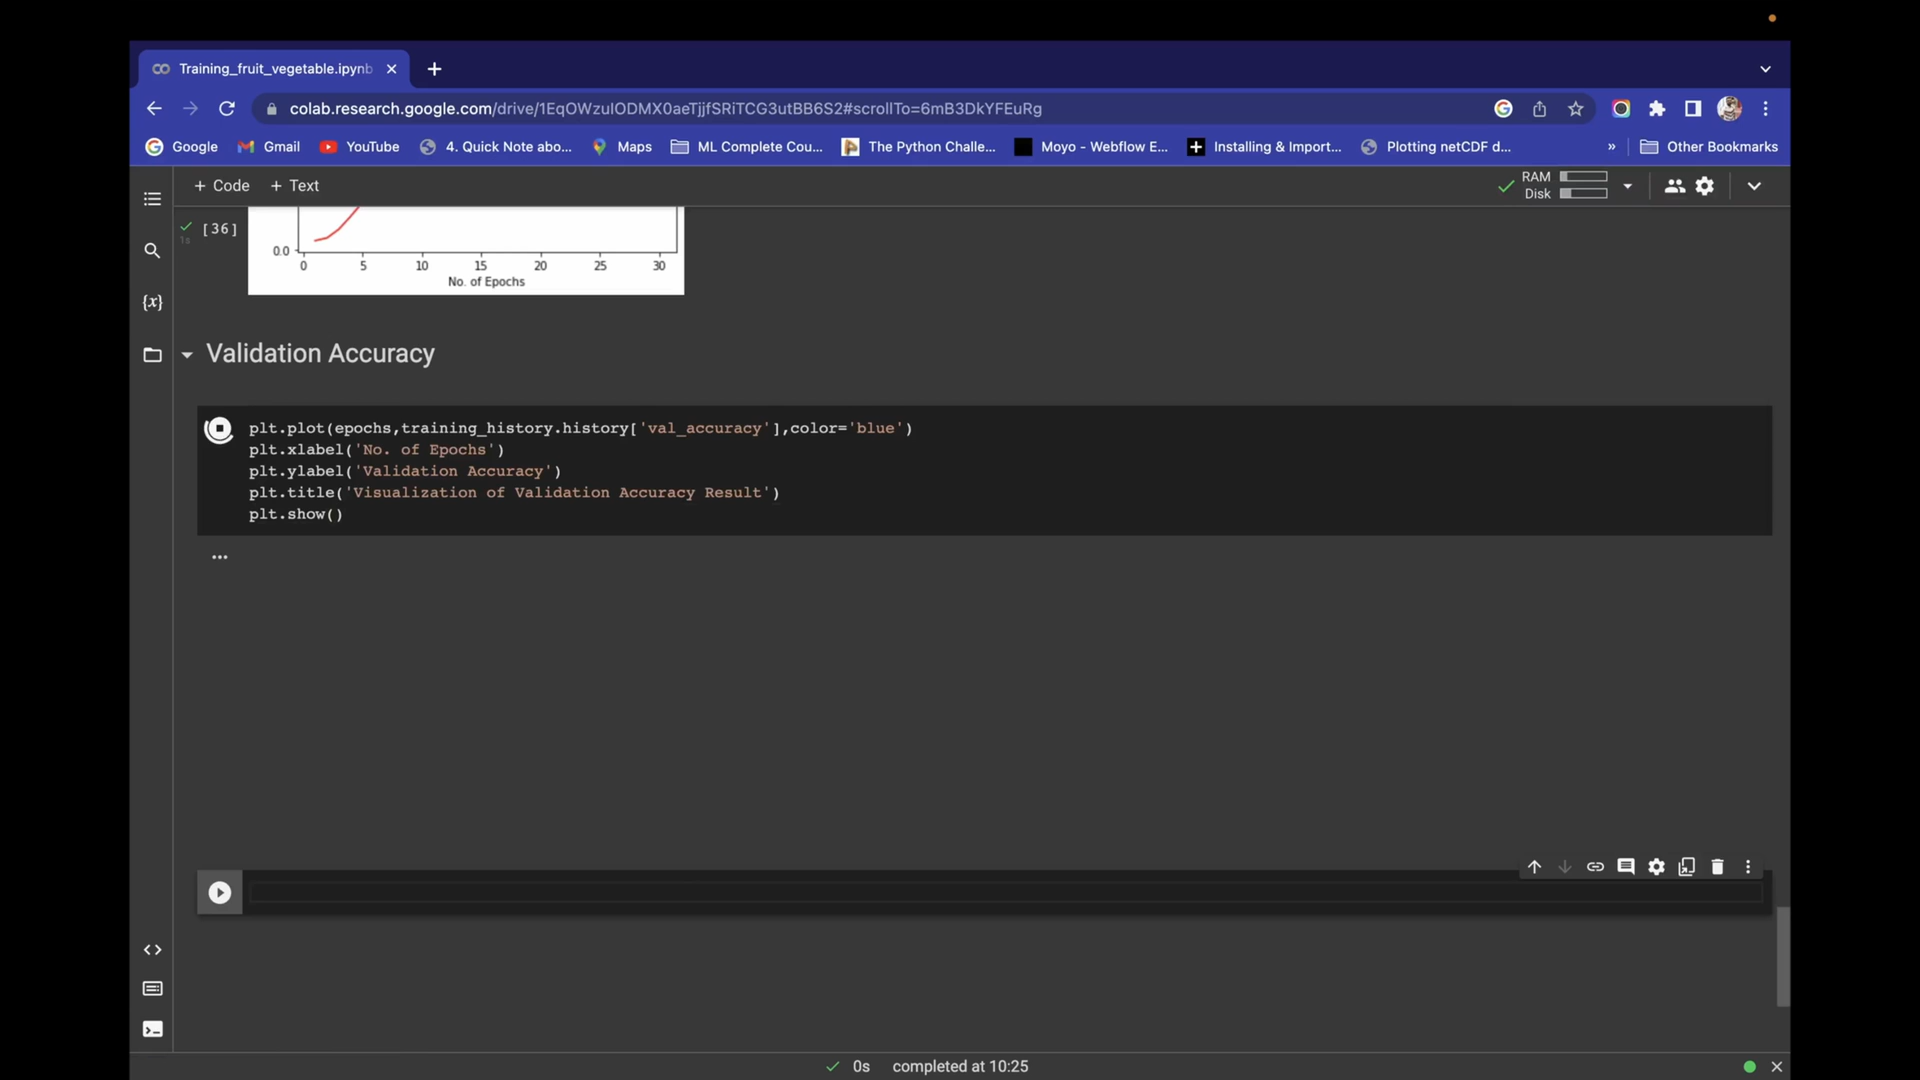 Training_fruit_vegetable.ipynb
colab.research.google.com/drive/1EqOWzuIODMX0aeTjjfSRiTCG3utBB6S2#scrollTo=6mB3DkYFEuRg
Google Gmail YouTube 4. Quick Note abo... Maps ML Complete Cou... The Python Challe... Moyo - Webflow E... Installing & Import... Plotting netCDF d... » Other Bookmarks
+ Code + Text
RAM
Disk
[36]
1s
0.0
0 5 10 15 20 25 30
No. of Epochs
{x}
Validation Accuracy
plt.plot(epochs,training_history.history['val_accuracy'],color='blue')
plt.xlabel('No. of Epochs')
plt.ylabel('Validation Accuracy')
plt.title('Visualization of Validation Accuracy Result')
plt.show()
...
0s completed at 10:25